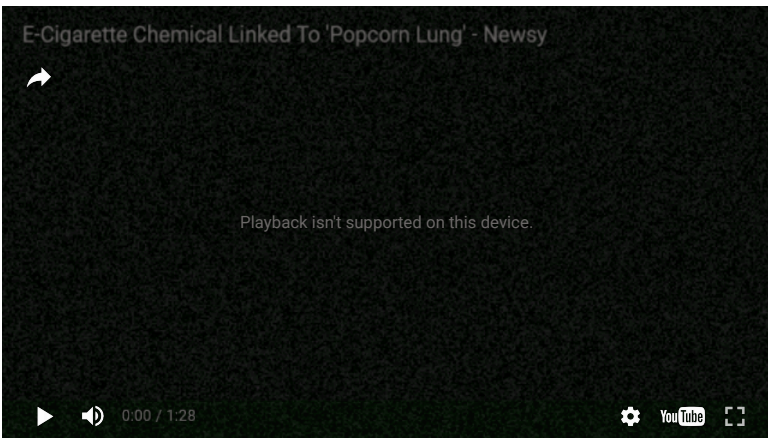 E-Cigarette Chemical Linked To 'Popcorn Lung' - Newsy
Playback isn't supported on this device.
0:00 / 1:28
YouTube